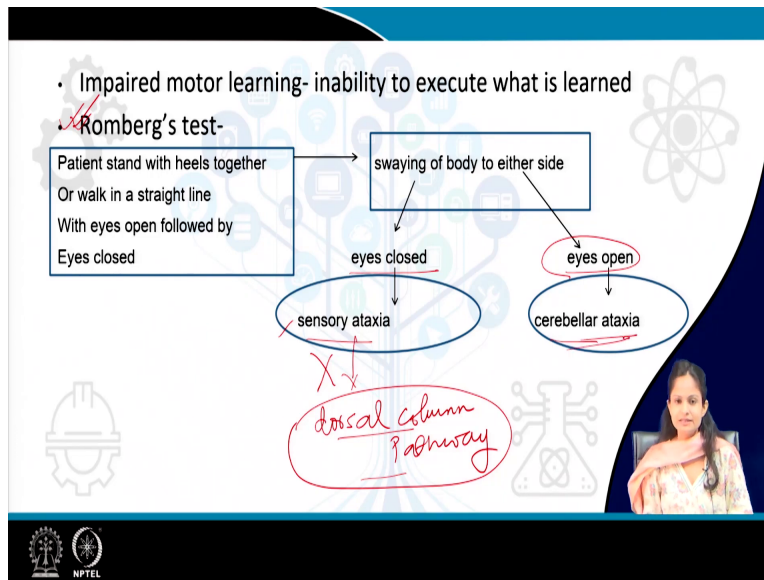 • Impaired motor learning- inability to execute what is learned
• Romberg's test-
Patient stand with heels together
Or walk in a straight line
With eyes open followed by
Eyes closed
swaying of body to either side
eyes closed
eyes open
sensory ataxia
cerebellar ataxia
dorsal column
Pathway
NPTEL